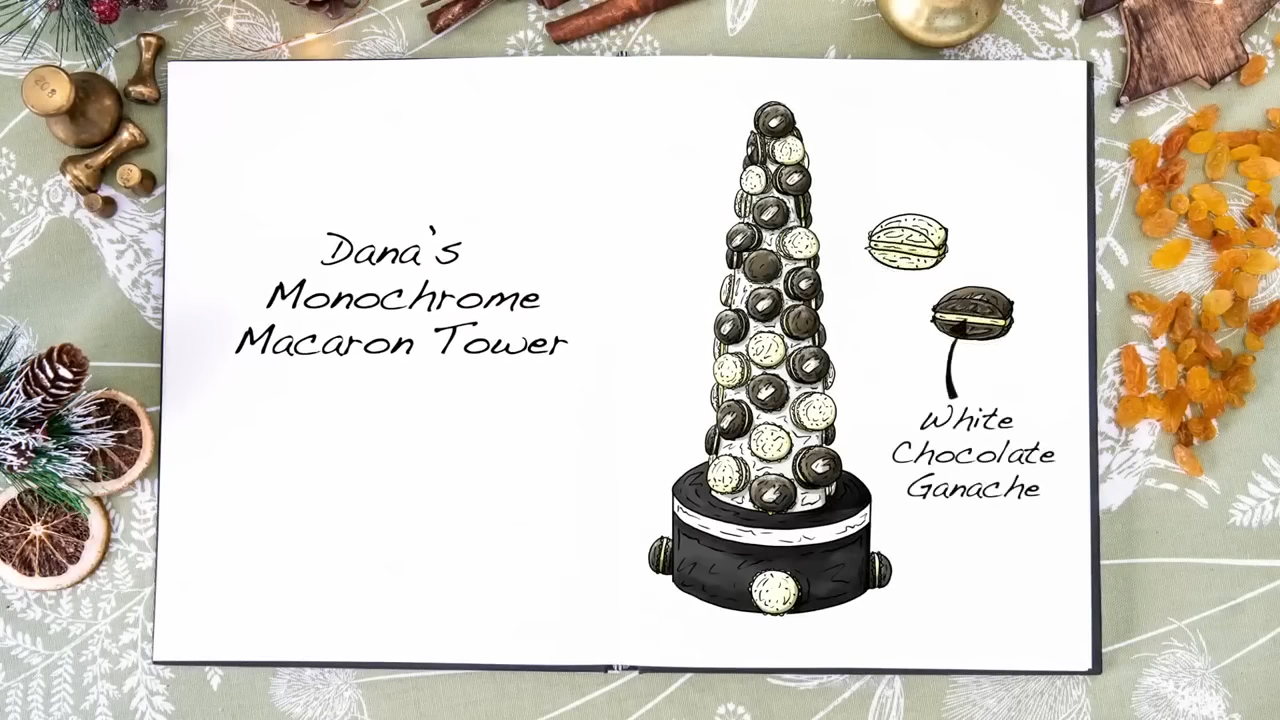 Dana's
Monochrome
Macaron Tower
White
Chocolate
Ganache